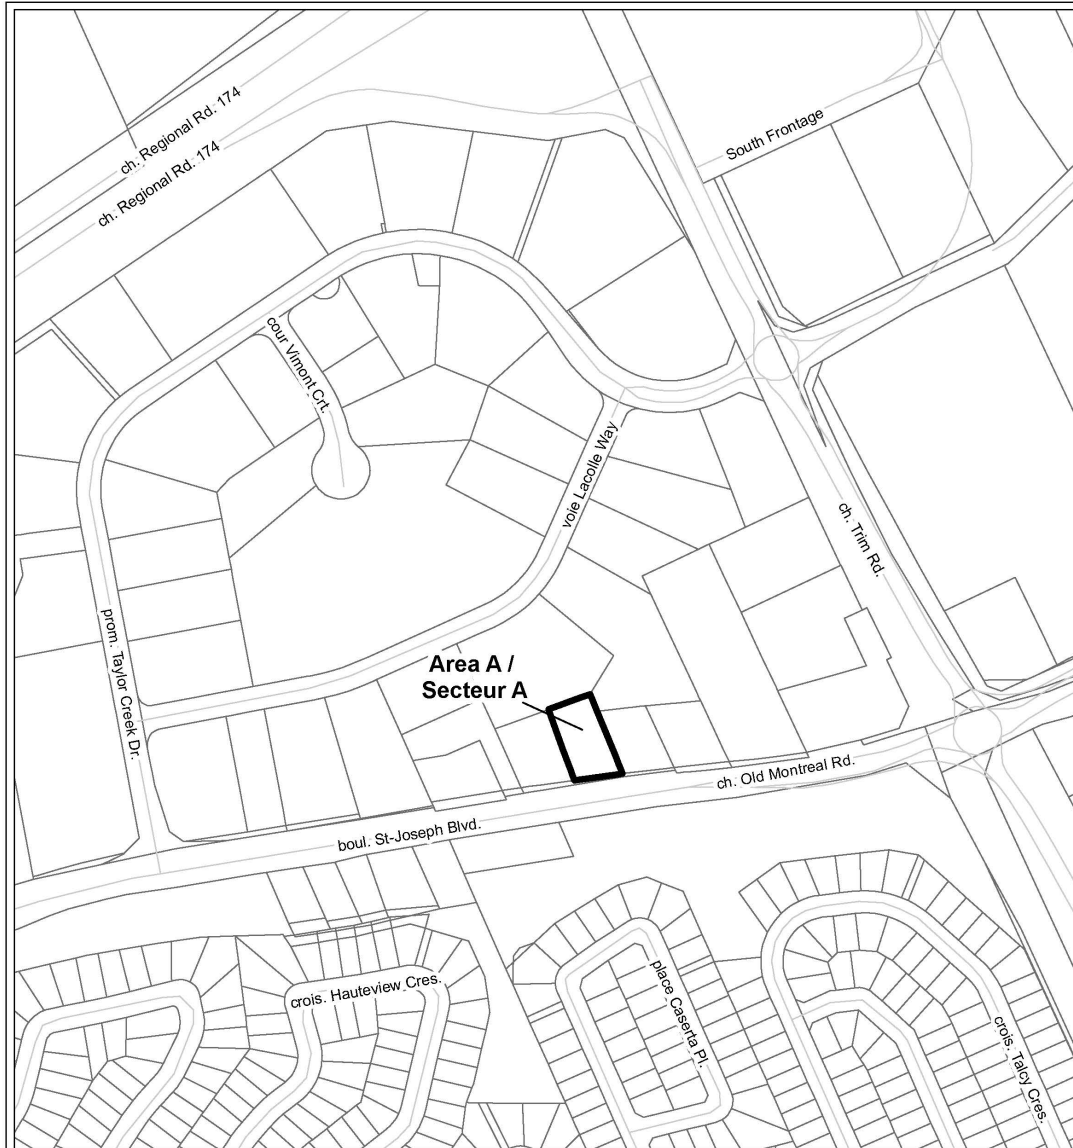 ch. Regional Rd. 174
ch. Regional Rd. 174
South Frontage
cour Vimont Crt.
voie Lacolle Way
ch. Trim Rd.
prom. Taylor Creek Dr.
Area A /
Secteur A
ch. Old Montreal Rd.
boul. St-Joseph Blvd.
crois. Hauteview Cres.
place Caserta Pl.
crois. Talcy Cres.